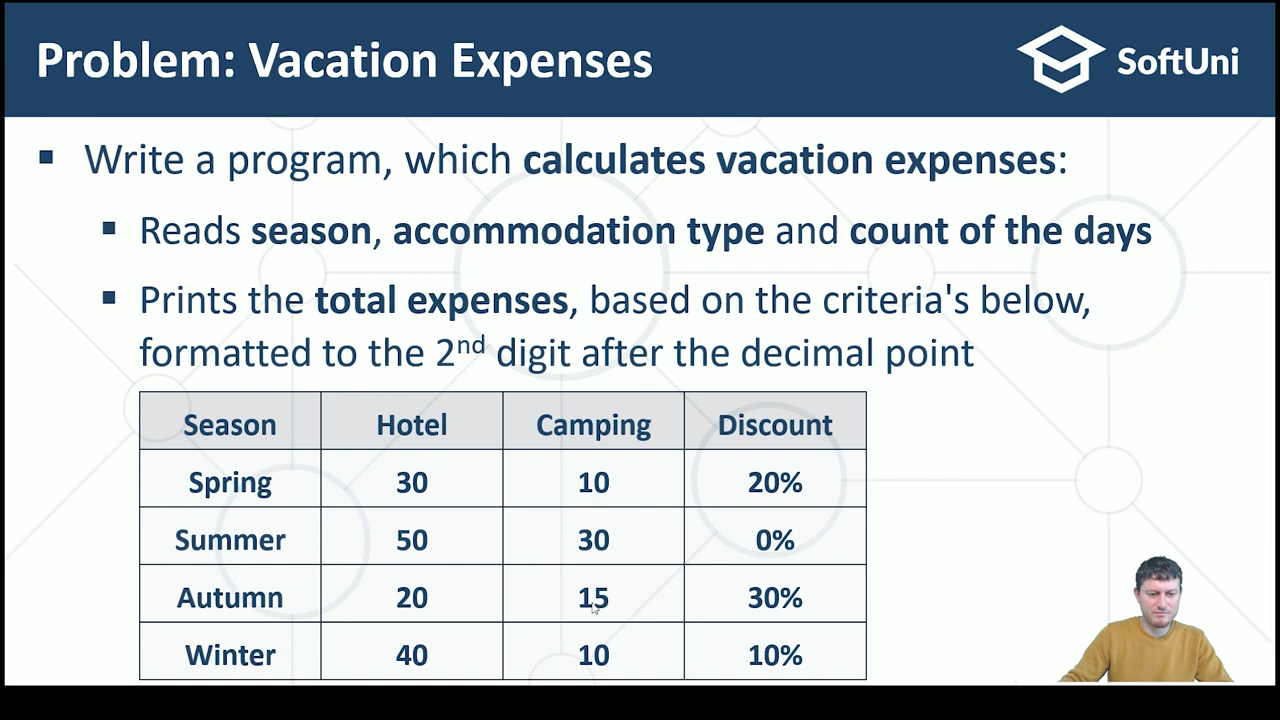 Problem: Vacation Expenses
SoftUni
▪ Write a program, which calculates vacation expenses:
▪ Reads season, accommodation type and count of the days
▪ Prints the total expenses, based on the criteria's below,
formatted to the 2nd digit after the decimal point
Season Hotel Camping Discount
Spring 30 10 20%
Summer 50 30 0%
Autumn 20 15 30%
Winter 40 10 10%